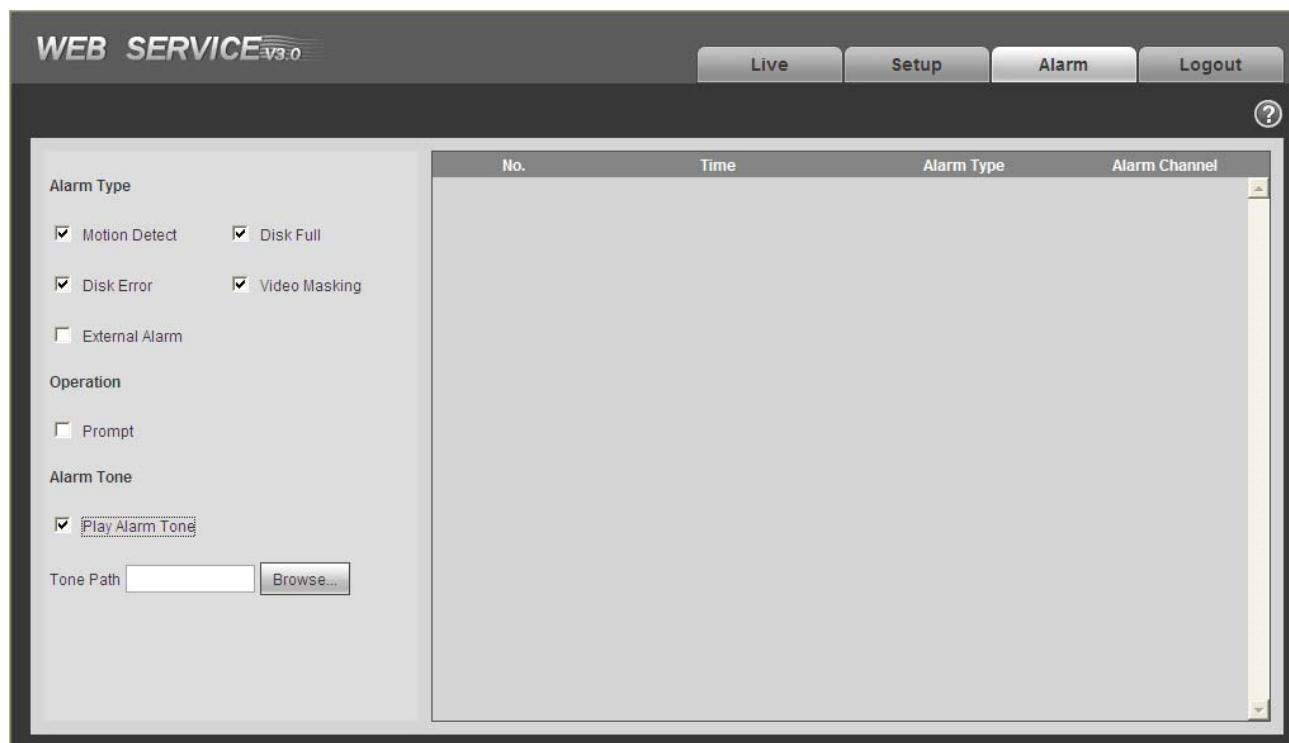 WEB SERVICE V3.0
Live Setup Alarm Logout
?
No. Time Alarm Type Alarm Channel
Alarm Type
Motion Detect Disk Full
Disk Error Video Masking
External Alarm
Operation
Prompt
Alarm Tone
Play Alarm Tone
Tone Path Browse...